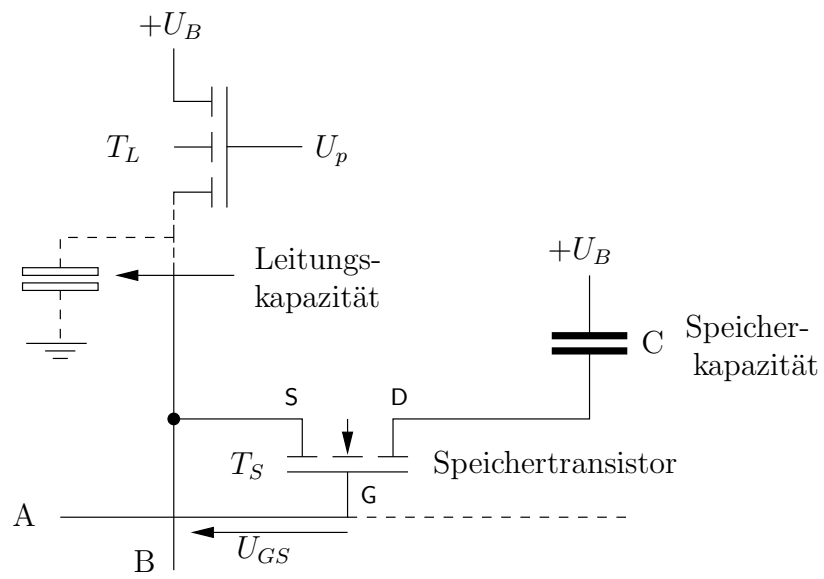 +U_B
T_L
U_p
Leitungs-
kapazität
+U_B
C
Speicher-
kapazität
S
D
T_S
Speichertransistor
G
A
U_GS
B